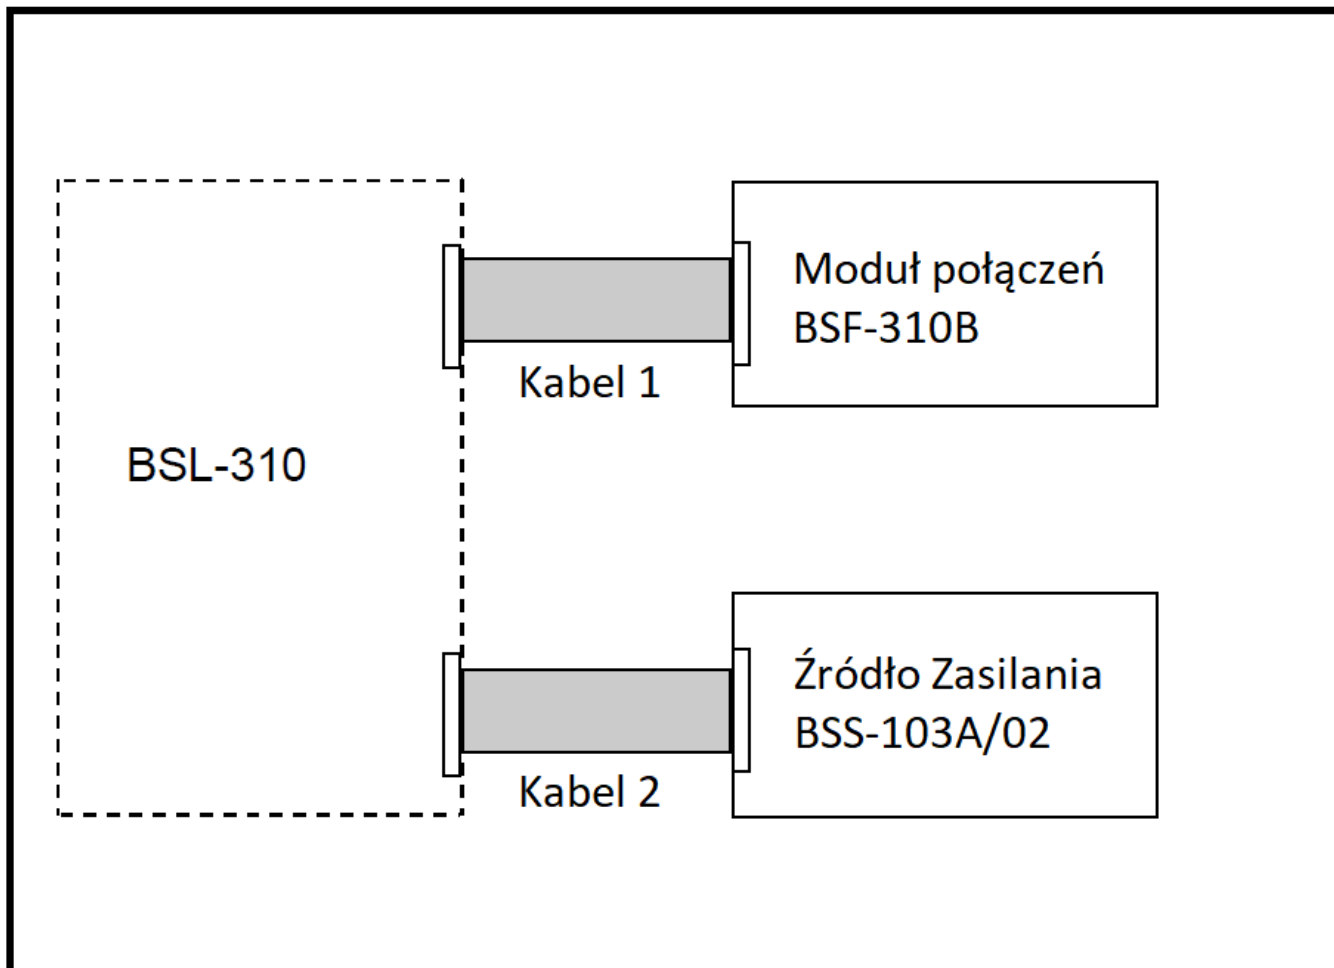 Moduł połączeń
BSF-310B
Kabel 1
BSL-310
Źródło Zasilania
BSS-103A/02
Kabel 2